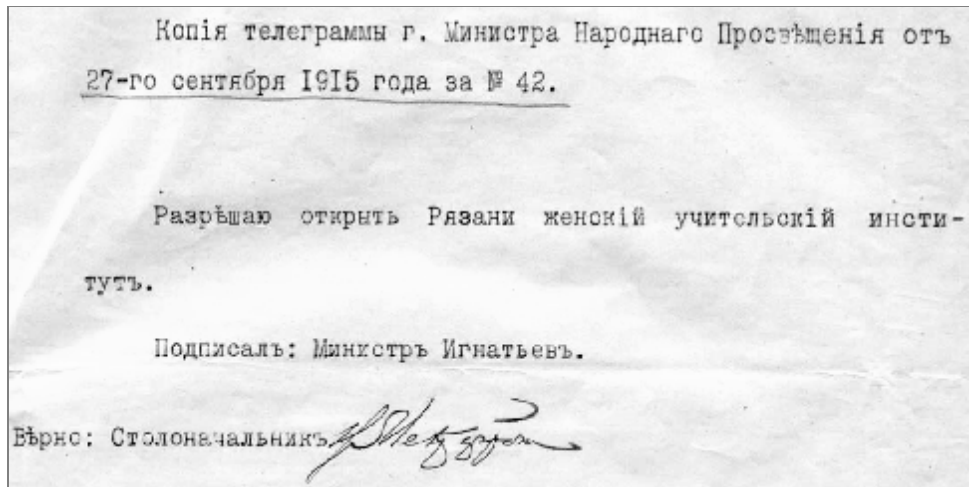 Копія телеграммы г. Министра Народнаго Просвѣщенія отъ
27-го сентября 1915 года за № 42.
Разрѣшаю открыть Рязани женскій учительскій инсти-
тутъ.
Подписалъ: Министръ Игнатьевъ.
Вѣрно: Столоначальникъ